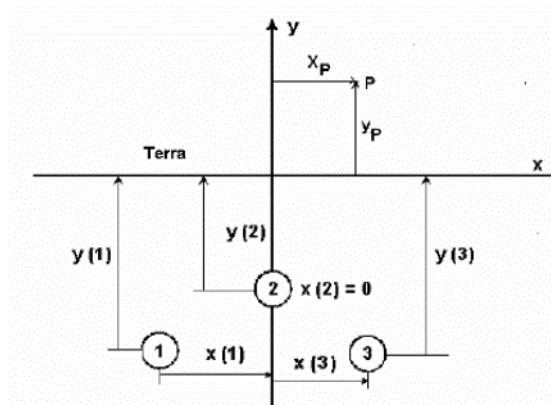 y
X_P
P
y_P
Terra
x
y (1)
y (2)
y (3)
2
x (2) = 0
1
x (1)
x (3)
3